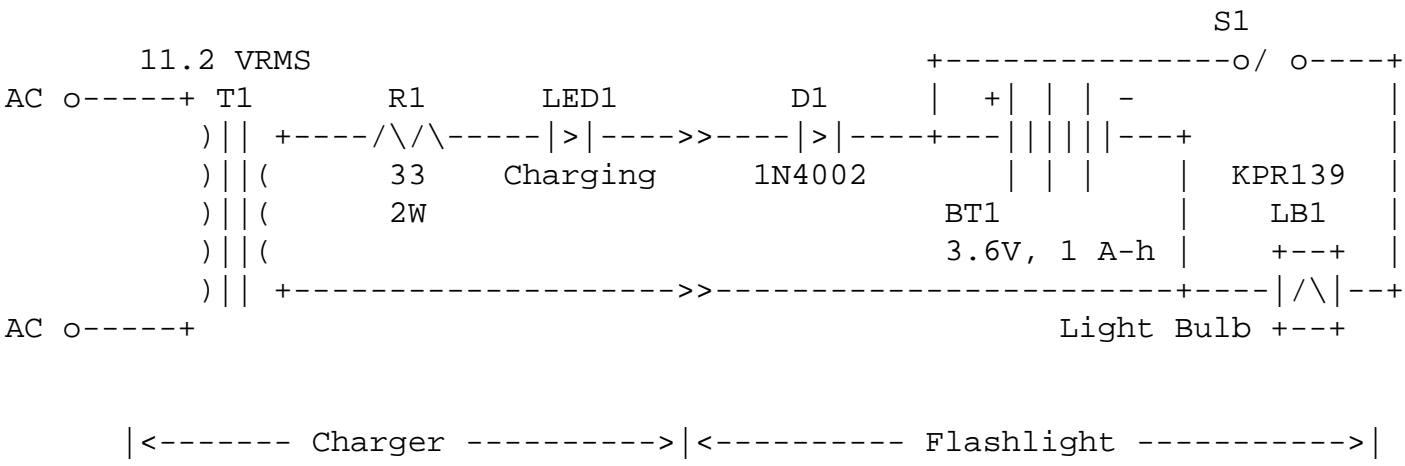 S1
       11.2 VRMS                                +---------------o/ o----+
AC o-----+ T1        R1      LED1         D1      |  +| | | -             |
          )|| +----/\/\-----|>|---->>----|>|----+---||||||---+           |
          )||(      33    Charging     1N4002       | | |   |  KPR139   |
          )||(      2W                           BT1        |    LB1    |
          )||(                                   3.6V, 1 A-h |    +--+   |
          )|| +-------------------->>------------------------+----|/\|--+
AC o-----+                                             Light Bulb +--+
      |<------- Charger ---------->|<---------- Flashlight ----------->|